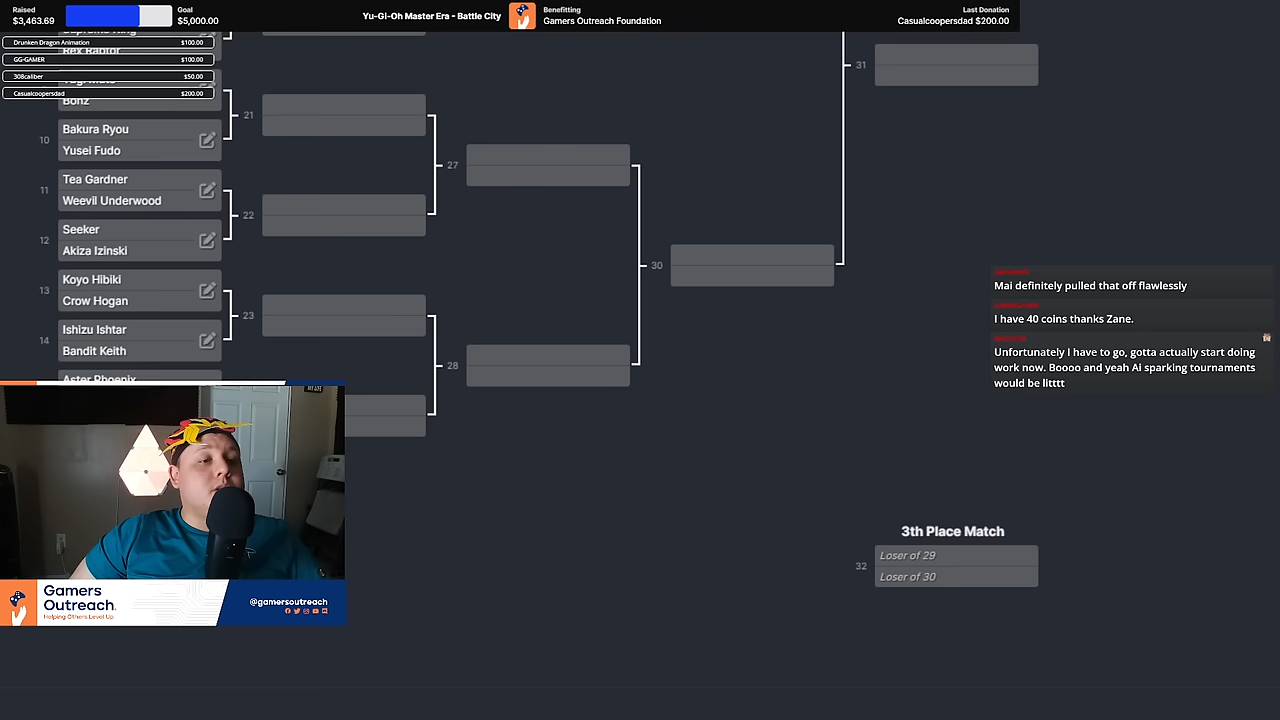 Raised
$3,463.69
Goal
$5,000.00
Yu-Gi-Oh Master Era - Battle City
Benefitting
Gamers Outreach Foundation
Last Donation
Casualcoopersdad $200.00
Drunken Dragon Animation $100.00
GG-GAMER $100.00
308caliber $50.00
Casualcoopersdad $200.00
Rex Raptor
Bonz
10
Bakura Ryou
Yusei Fudo
11
Tea Gardner
Weevil Underwood
12
Seeker
Akiza Izinski
13
Koyo Hibiki
Crow Hogan
14
Ishizu Ishtar
Bandit Keith
Aster Phoenix
21
22
23
27
28
30
31
Mai definitely pulled that off flawlessly
I have 40 coins thanks Zane.
Unfortunately I have to go, gotta actually start doing
work now. Boooo and yeah Ai sparking tournaments
would be litttt
3th Place Match
32
Loser of 29
Loser of 30
Gamers
Outreach.
Helping Others Level Up
@gamersoutreach